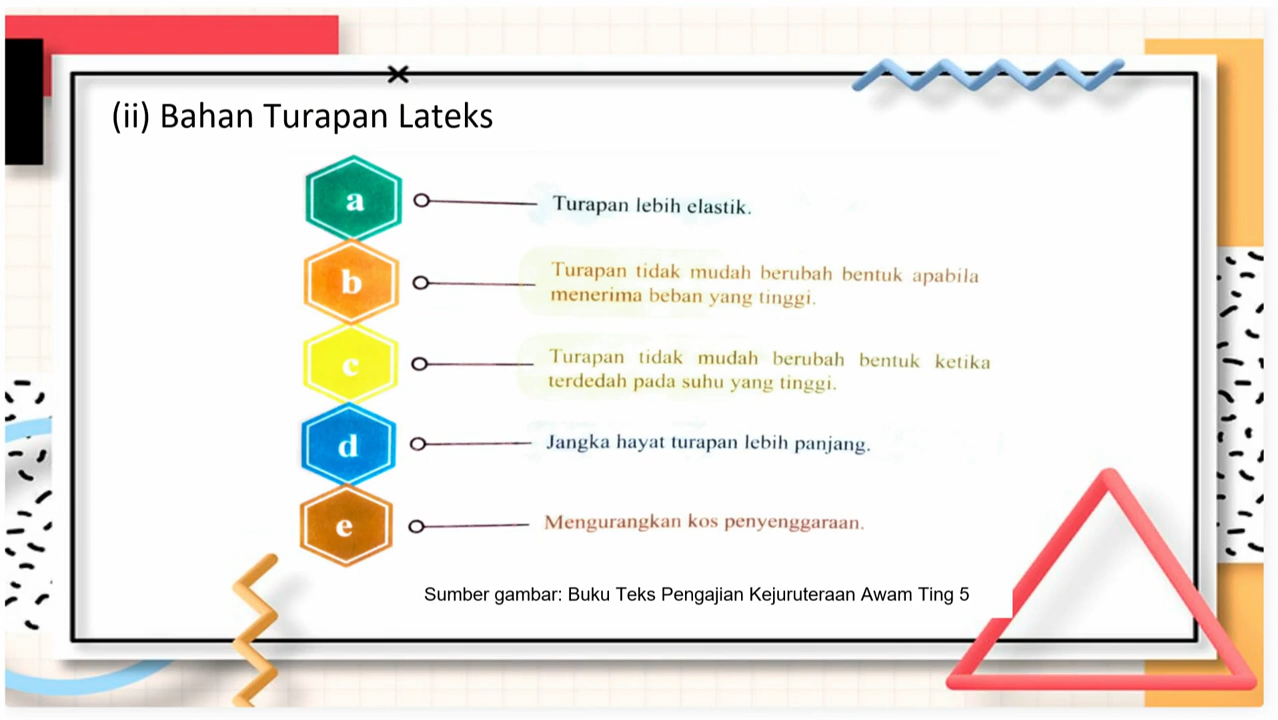 (ii) Bahan Turapan Lateks
a
Turapan lebih elastik.
b
Turapan tidak mudah berubah bentuk apabila
menerima beban yang tinggi.
c
Turapan tidak mudah berubah bentuk ketika
terdedah pada suhu yang tinggi.
d
Jangka hayat turapan lebih panjang.
e
Mengurangkan kos penyenggaraan.
Sumber gambar: Buku Teks Pengajian Kejuruteraan Awam Ting 5